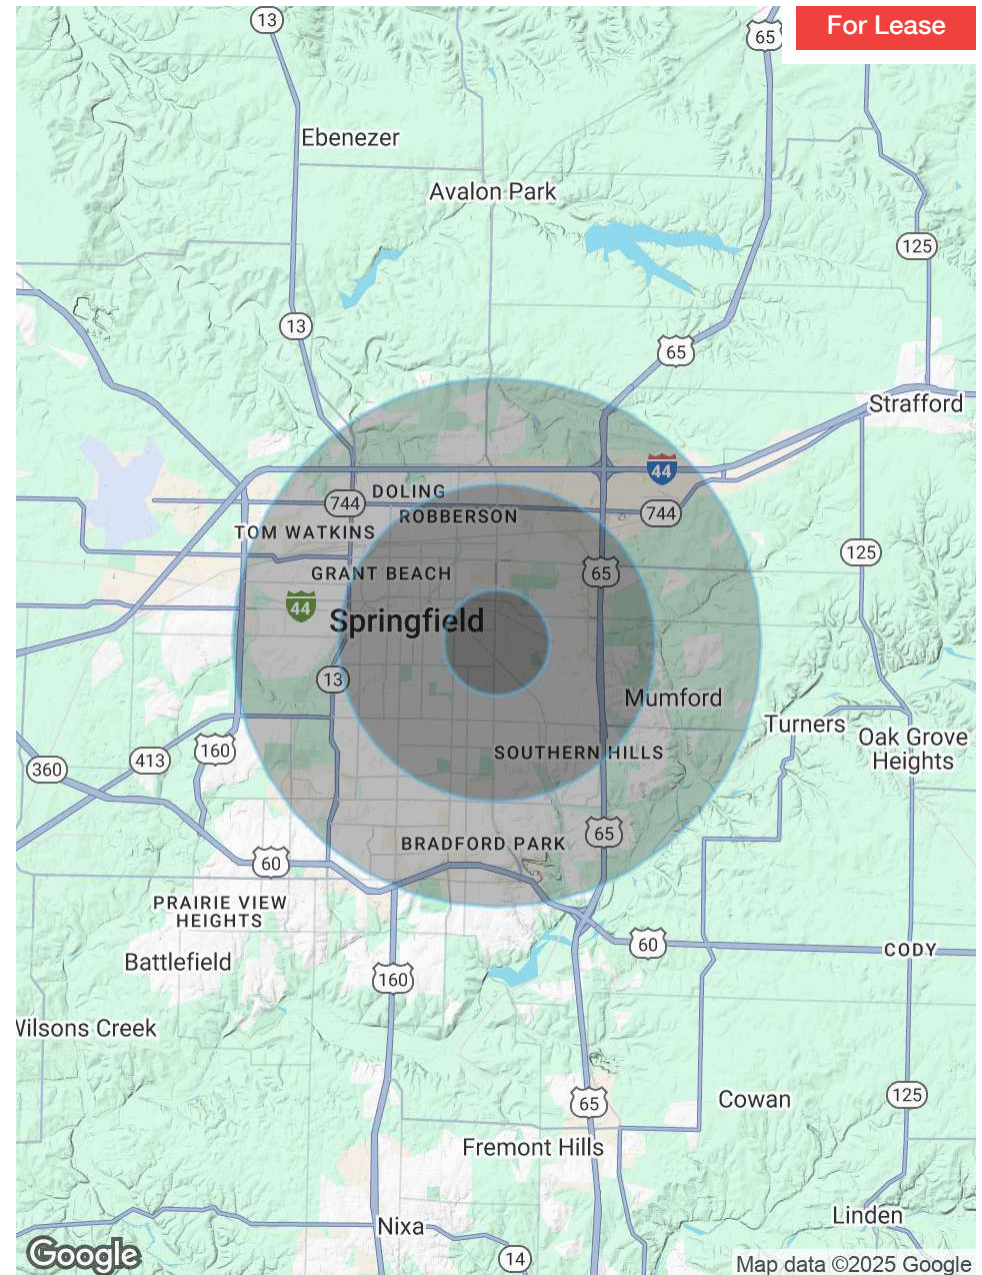 13
65
For Lease
Ebenezer
Avalon Park
125
13
65
Strafford
44
DOLING
744
ROBBERSON
744
TOM WATKINS
125
GRANT BEACH
65
44
Springfield
13
Mumford
Turners
Oak Grove
Heights
160
413
SOUTHERN HILLS
360
65
BRADFORD PARK
60
PRAIRIE VIEW
HEIGHTS
60
CODY
Battlefield
160
Wilsons Creek
65
Cowan
125
Fremont Hills
Linden
Nixa
14
Google
Map data ©2025 Google